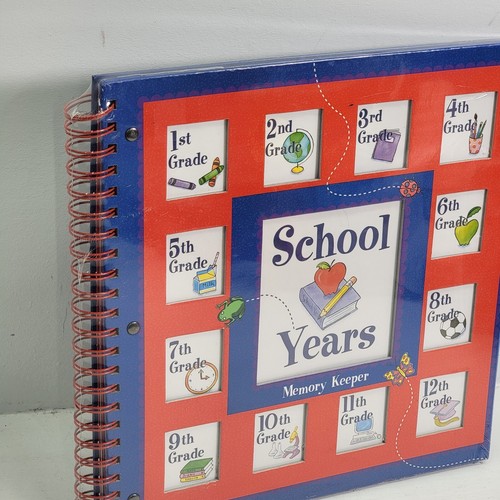 1st
Grade
2nd
Grade
3rd
Grade
4th
Grade
5th
Grade
School
Years
Memory Keeper
6th
Grade
7th
Grade
8th
Grade
9th
Grade
10th
Grade
11th
Grade
12th
Grade